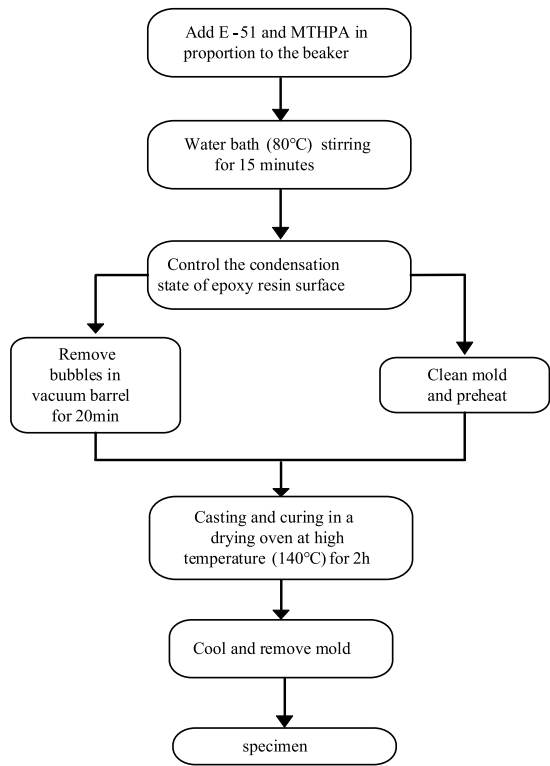 Add E-51 and MTHPA in
proportion to the beaker
Water bath (80℃) stirring
for 15 minutes
Control the condensation
state of epoxy resin surface
Remove
bubbles in
vacuum barrel
for 20min
Clean mold
and preheat
Casting and curing in a
drying oven at high
temperature (140℃) for 2h
Cool and remove mold
specimen